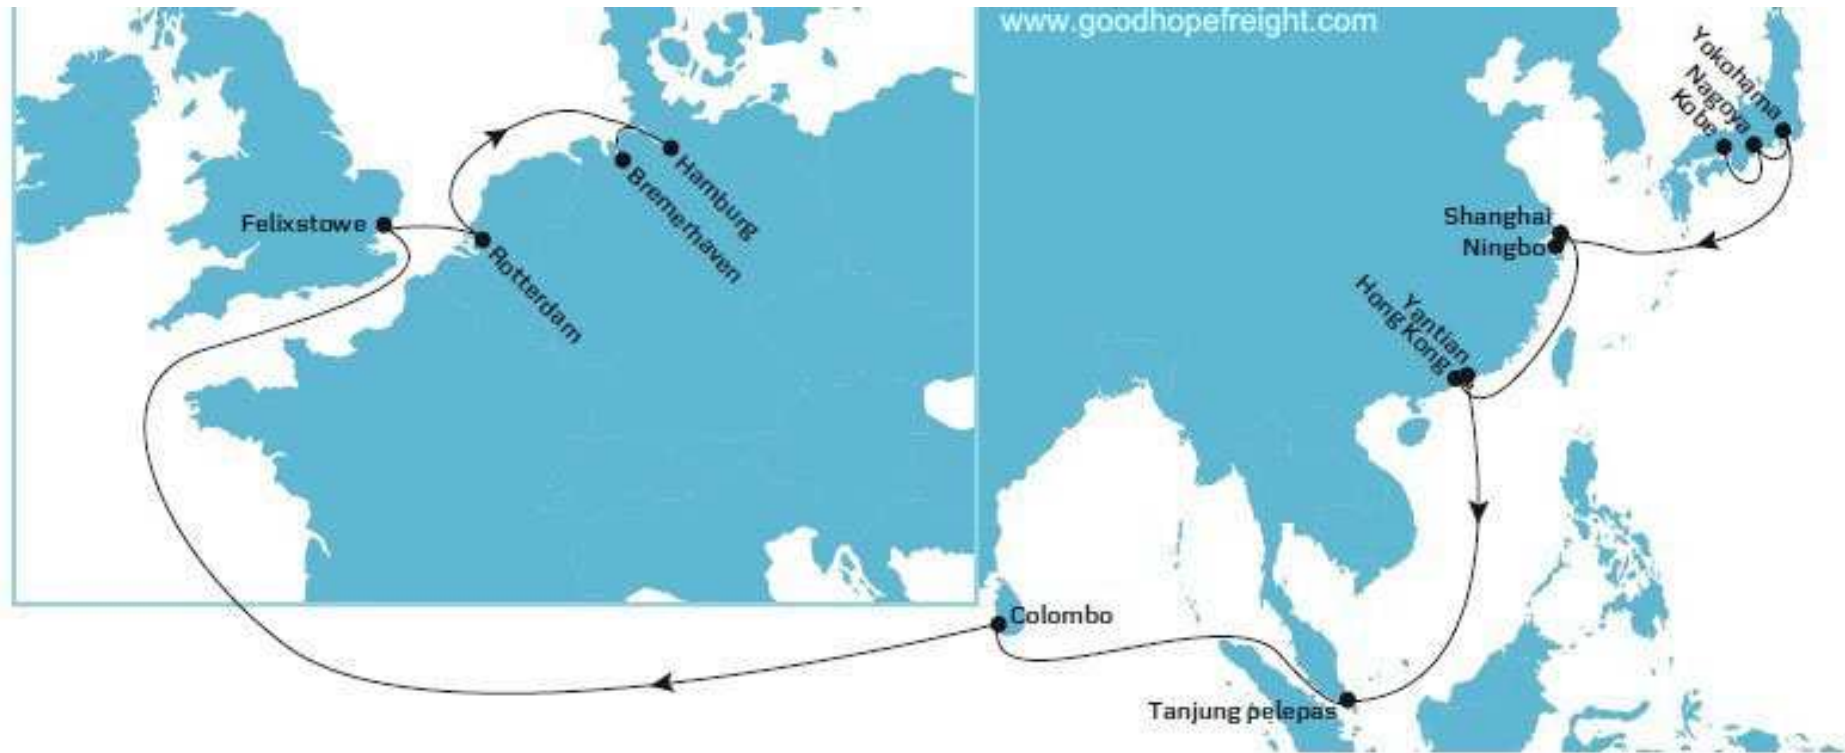 www.goodhopefreight.com
Yokohama
Nagoya
Kobe
Hamburg
Bremerhaven
Felixstowe
Rotterdam
Shanghai
Ningbo
Yantian
Hong Kong
Colombo
Tanjung pelepas